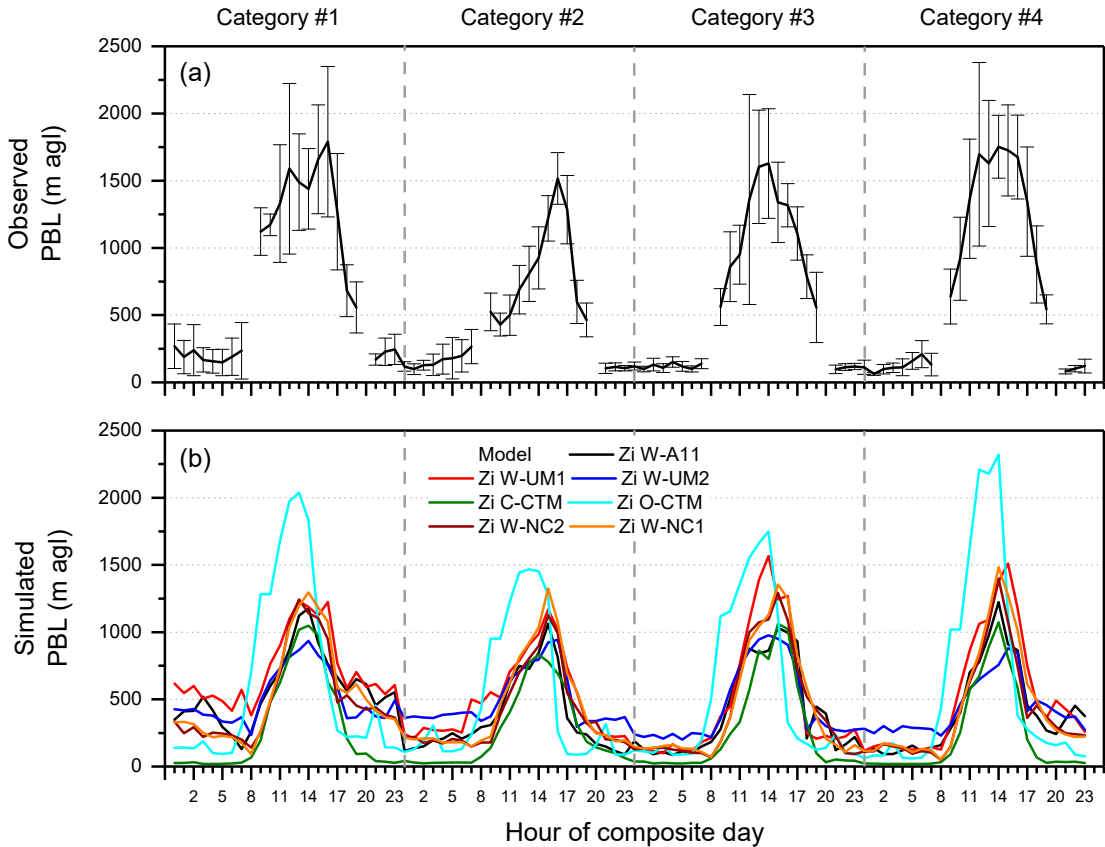 Category #1 Category #2 Category #3 Category #4
2500
(a)
2000
1500
1000
500
0
Observed
PBL (m agl)
2500
(b)
2000
1500
1000
500
0
Simulated
PBL (m agl)
Model Zi W-A11
Zi W-UM1 Zi W-UM2
Zi C-CTM Zi O-CTM
Zi W-NC2 Zi W-NC1
2 5 8 11 14 17 20 23 2 5 8 11 14 17 20 23 2 5 8 11 14 17 20 23 2 5 8 11 14 17 20 23
Hour of composite day